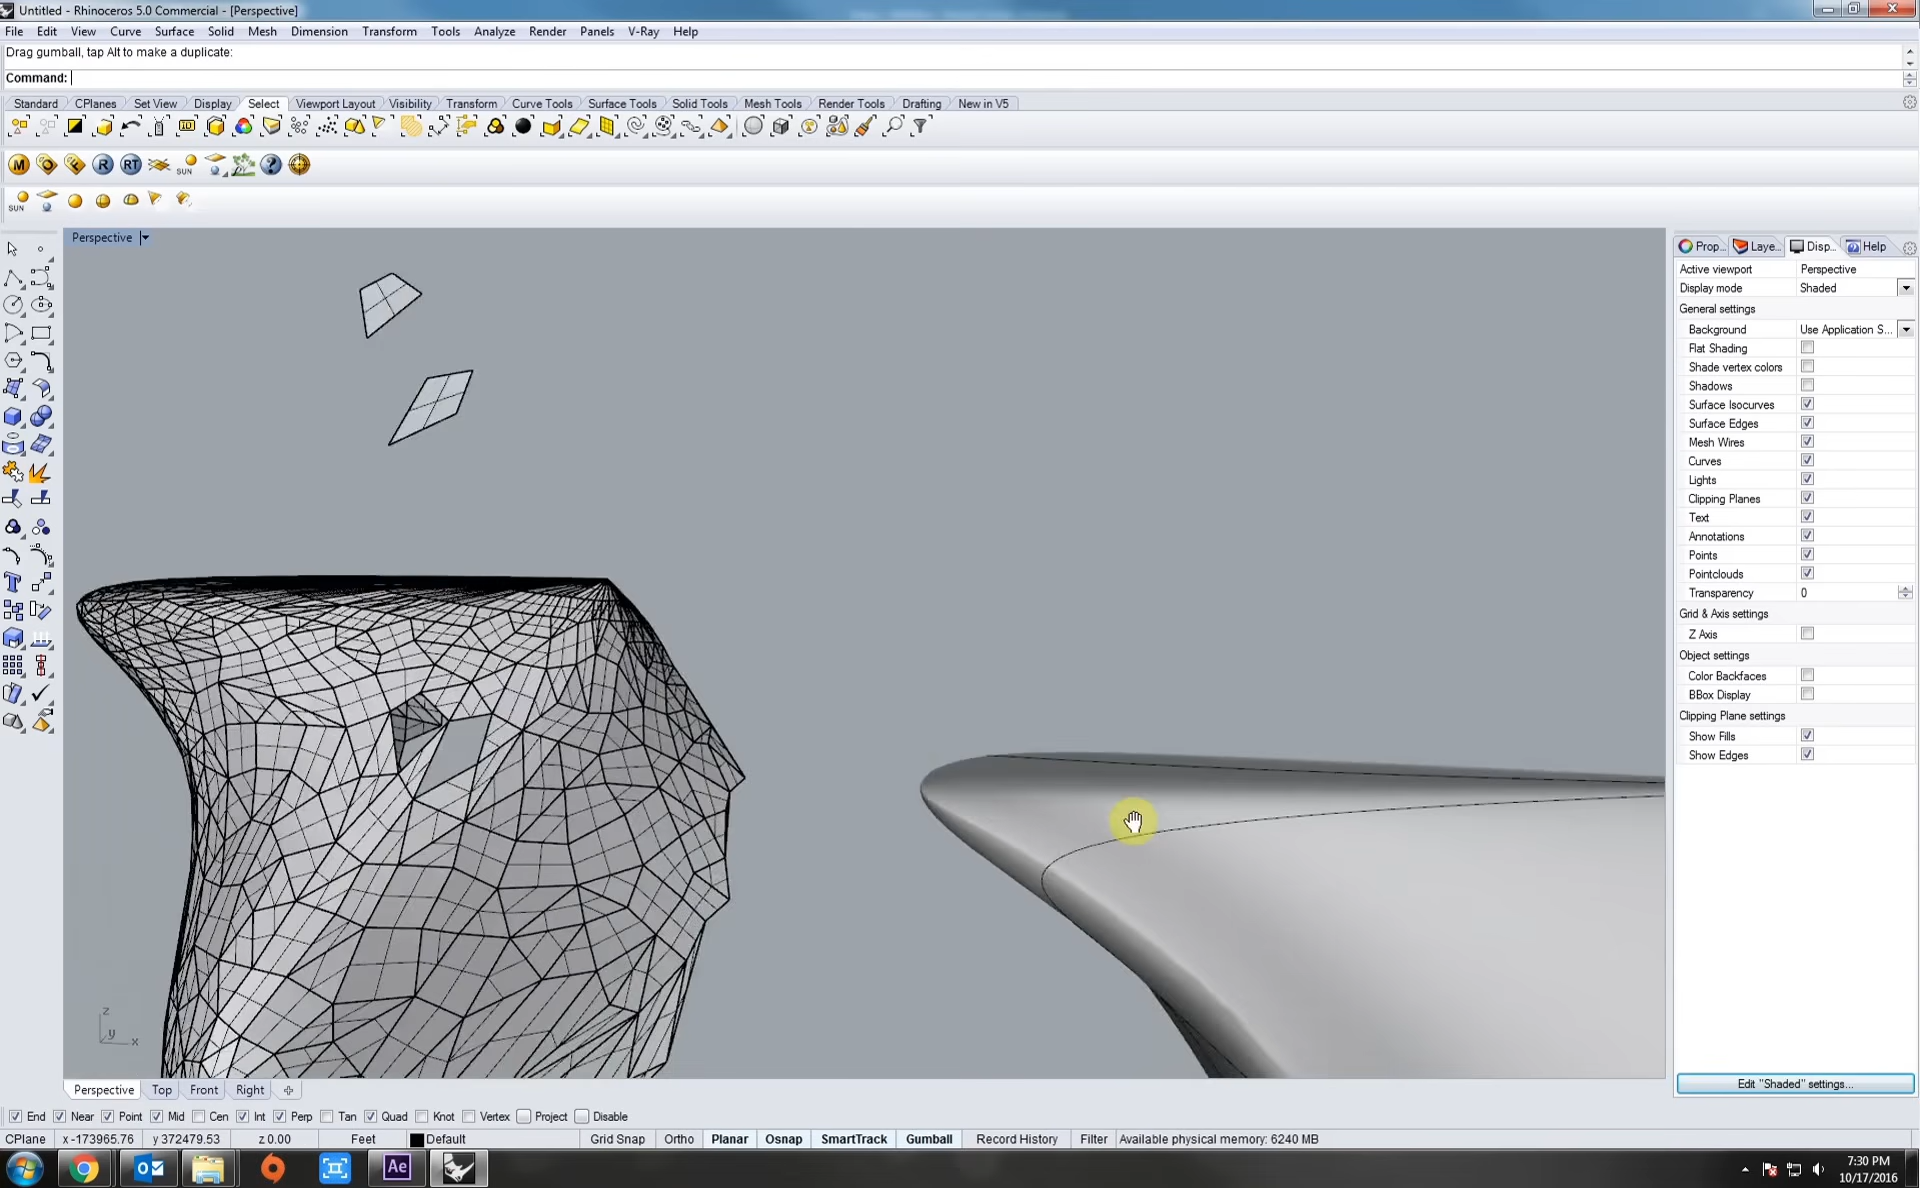 Untitled - Rhinoceros 5.0 Commercial - [Perspective]
File Edit View Curve Surface Solid Mesh Dimension Transform Tools Analyze Render Panels V-Ray Help
Drag gumball, tap Alt to make a duplicate:
Command:
Standard CPlanes Set View Display Select Viewport Layout Visibility Transform Curve Tools Surface Tools Solid Tools Mesh Tools Render Tools Drafting New in V5
M O F R RT SUN
SUN
Perspective
Prop... Laye... Disp... Help
Active viewport Perspective
Display mode Shaded
General settings
Background Use Application S...
Flat Shading
Shade vertex colors
Shadows
Surface Isocurves
Surface Edges
Mesh Wires
Curves
Lights
Clipping Planes
Text
Annotations
Points
Pointclouds
Transparency 0
Grid & Axis settings
Z Axis
Object settings
Color Backfaces
BBox Display
Clipping Plane settings
Show Fills
Show Edges
z
y
x
Edit "Shaded" settings...
Perspective Top Front Right
End Near Point Mid Cen Int Perp Tan Quad Knot Vertex Project Disable
CPlane x -173965.76 y 372479.53 z 0.00 Feet Default Grid Snap Ortho Planar Osnap SmartTrack Gumball Record History Filter Available physical memory: 6240 MB
Ae
7:30 PM
10/17/2016